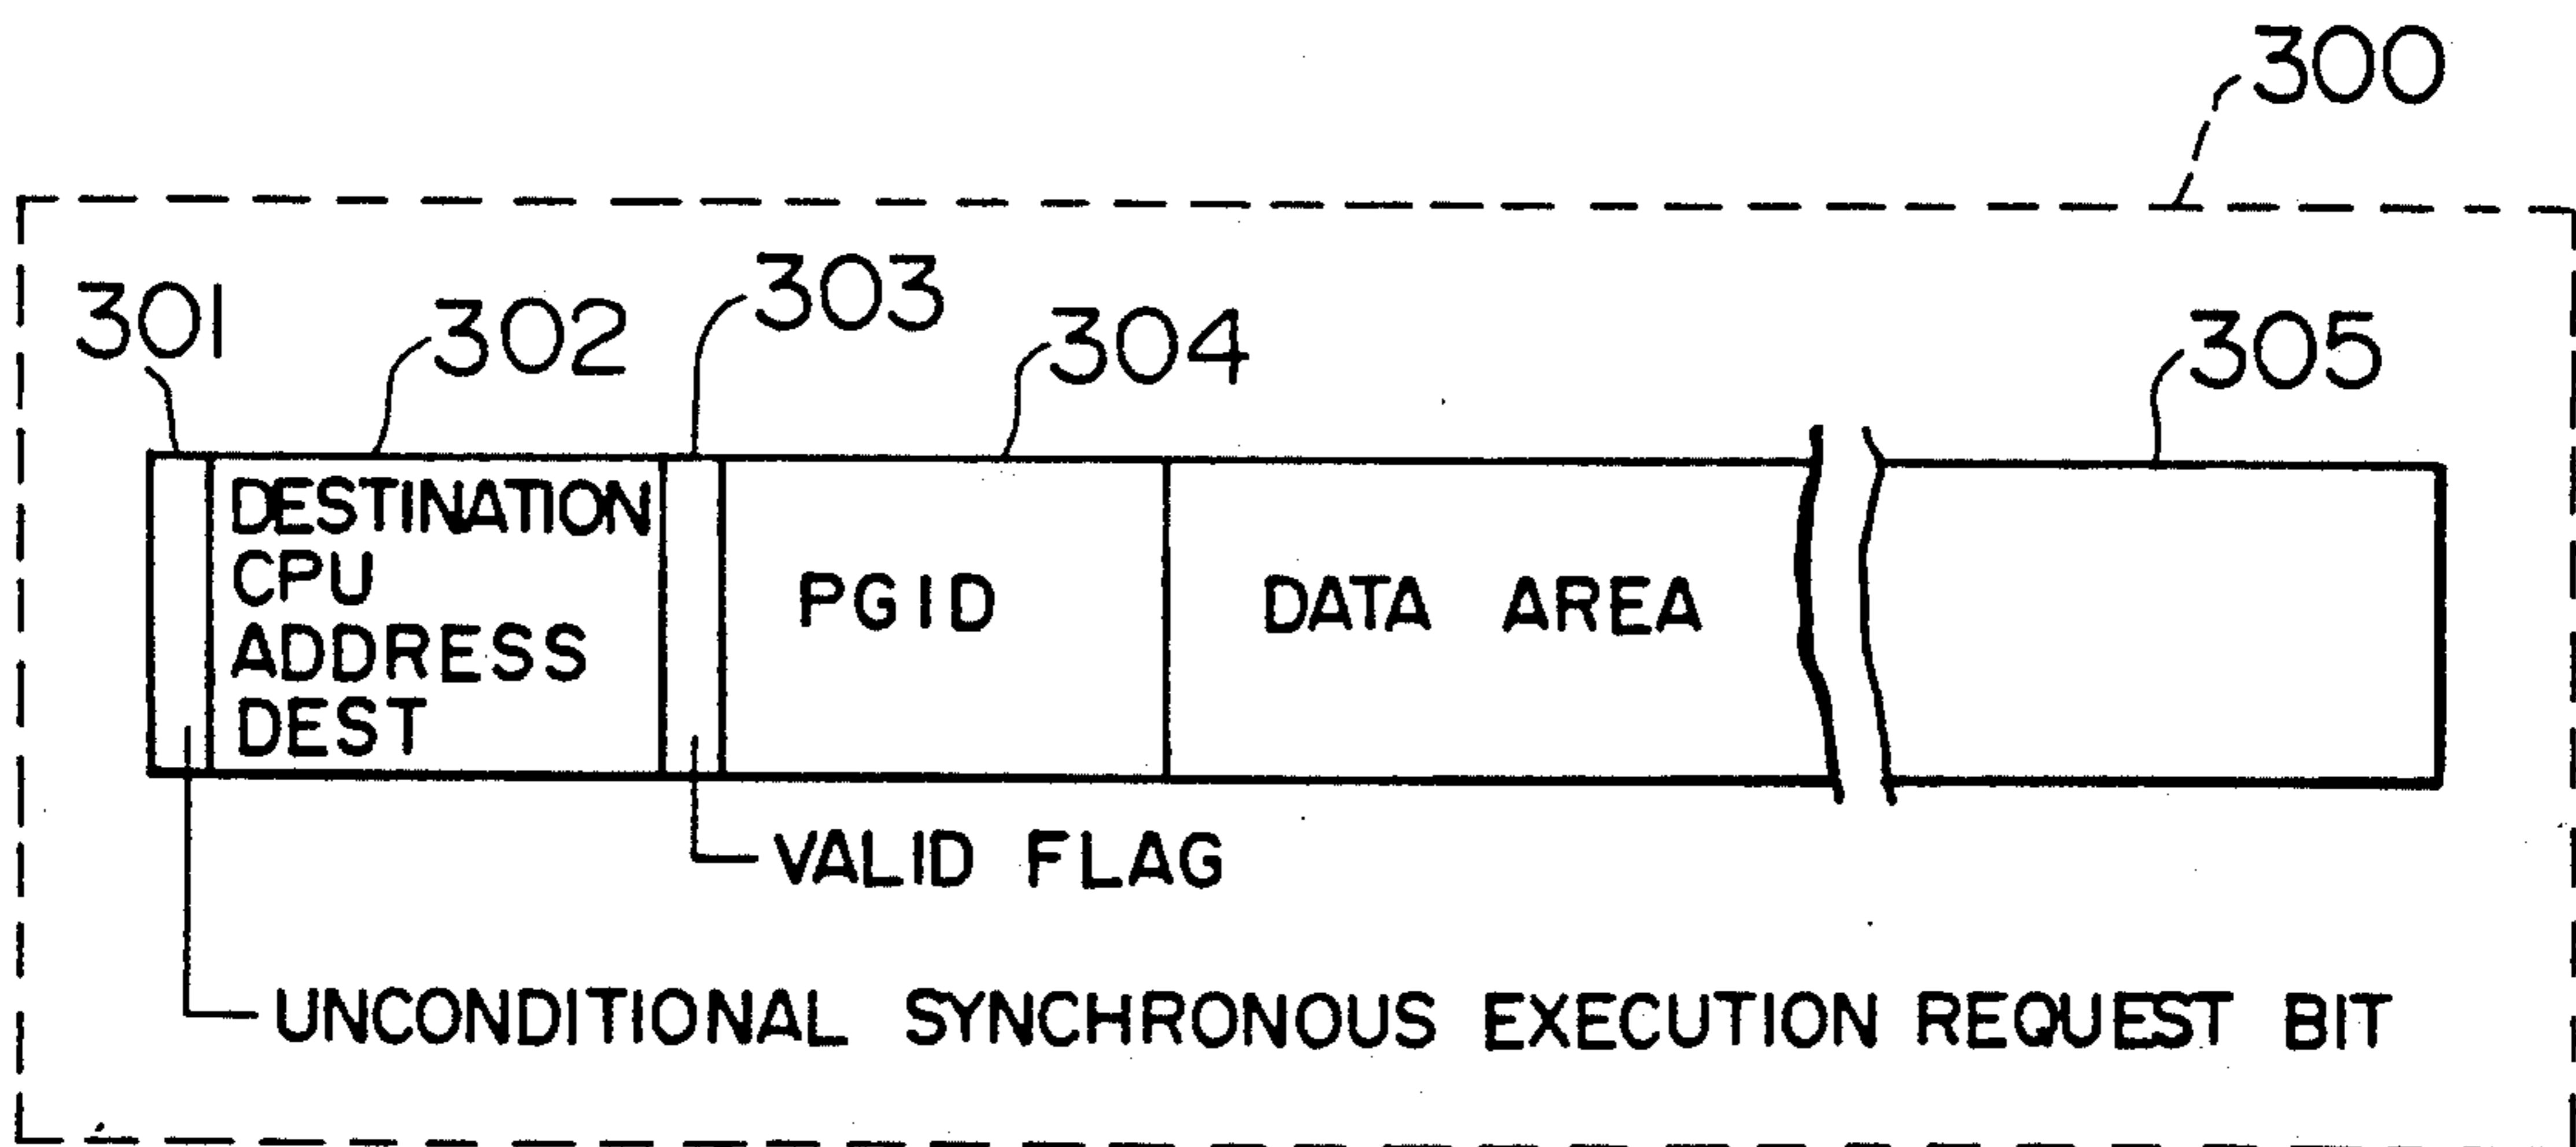 300
301
302
303
304
305
DESTINATION
CPU
ADDRESS
DEST
PGID
DATA AREA
VALID FLAG
UNCONDITIONAL SYNCHRONOUS EXECUTION REQUEST BIT